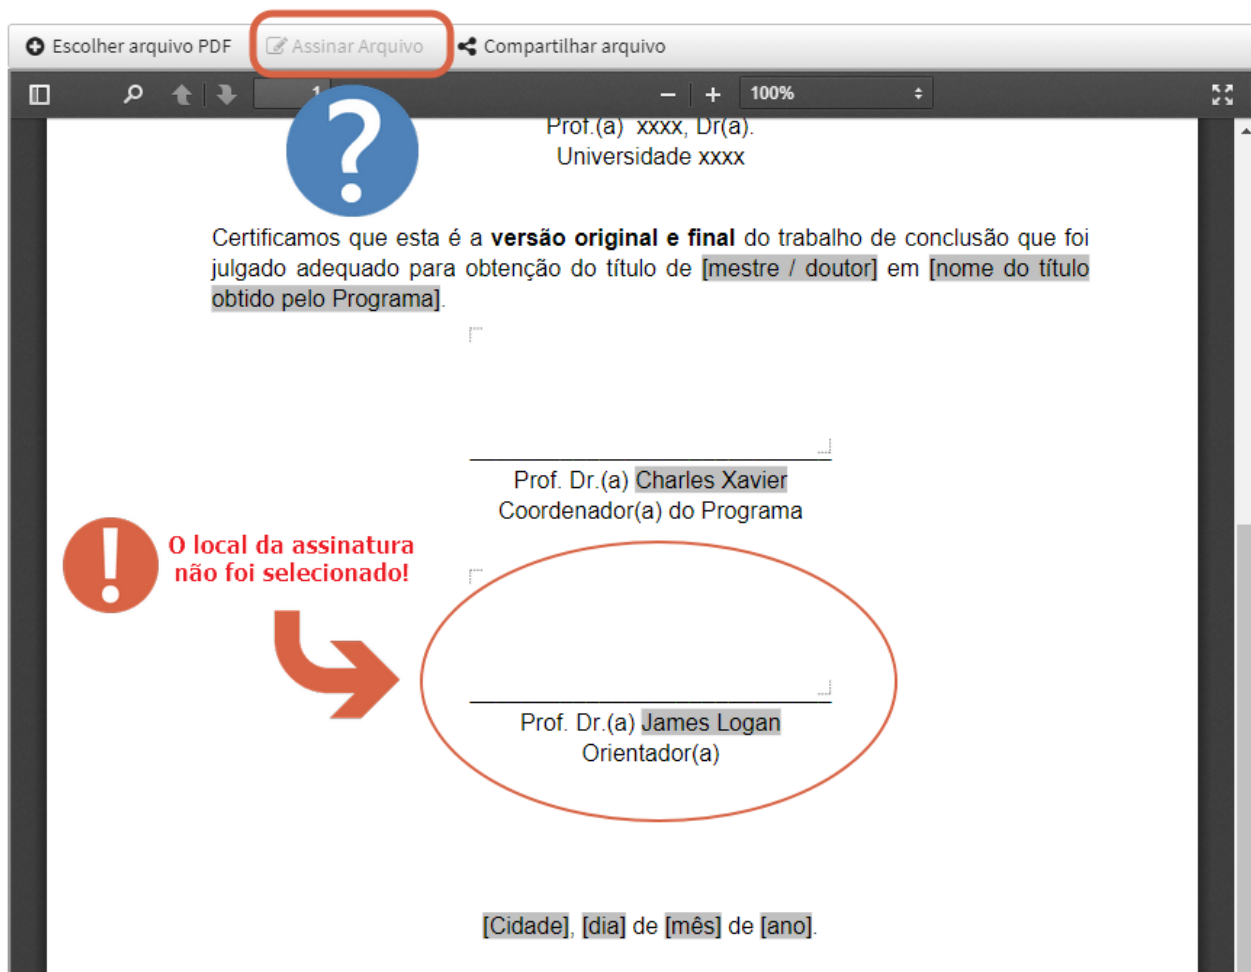 Escolher arquivo PDF Assinar Arquivo Compartilhar arquivo
1 100%
?
Prof.(a) xxxx, Dr(a).
Universidade xxxx
Certificamos que esta é a versão original e final do trabalho de conclusão que foi
julgado adequado para obtenção do título de [mestre / doutor] em [nome do título
obtido pelo Programa].
Prof. Dr.(a) Charles Xavier
Coordenador(a) do Programa
!
O local da assinatura
não foi selecionado!
Prof. Dr.(a) James Logan
Orientador(a)
[Cidade], [dia] de [mês] de [ano].